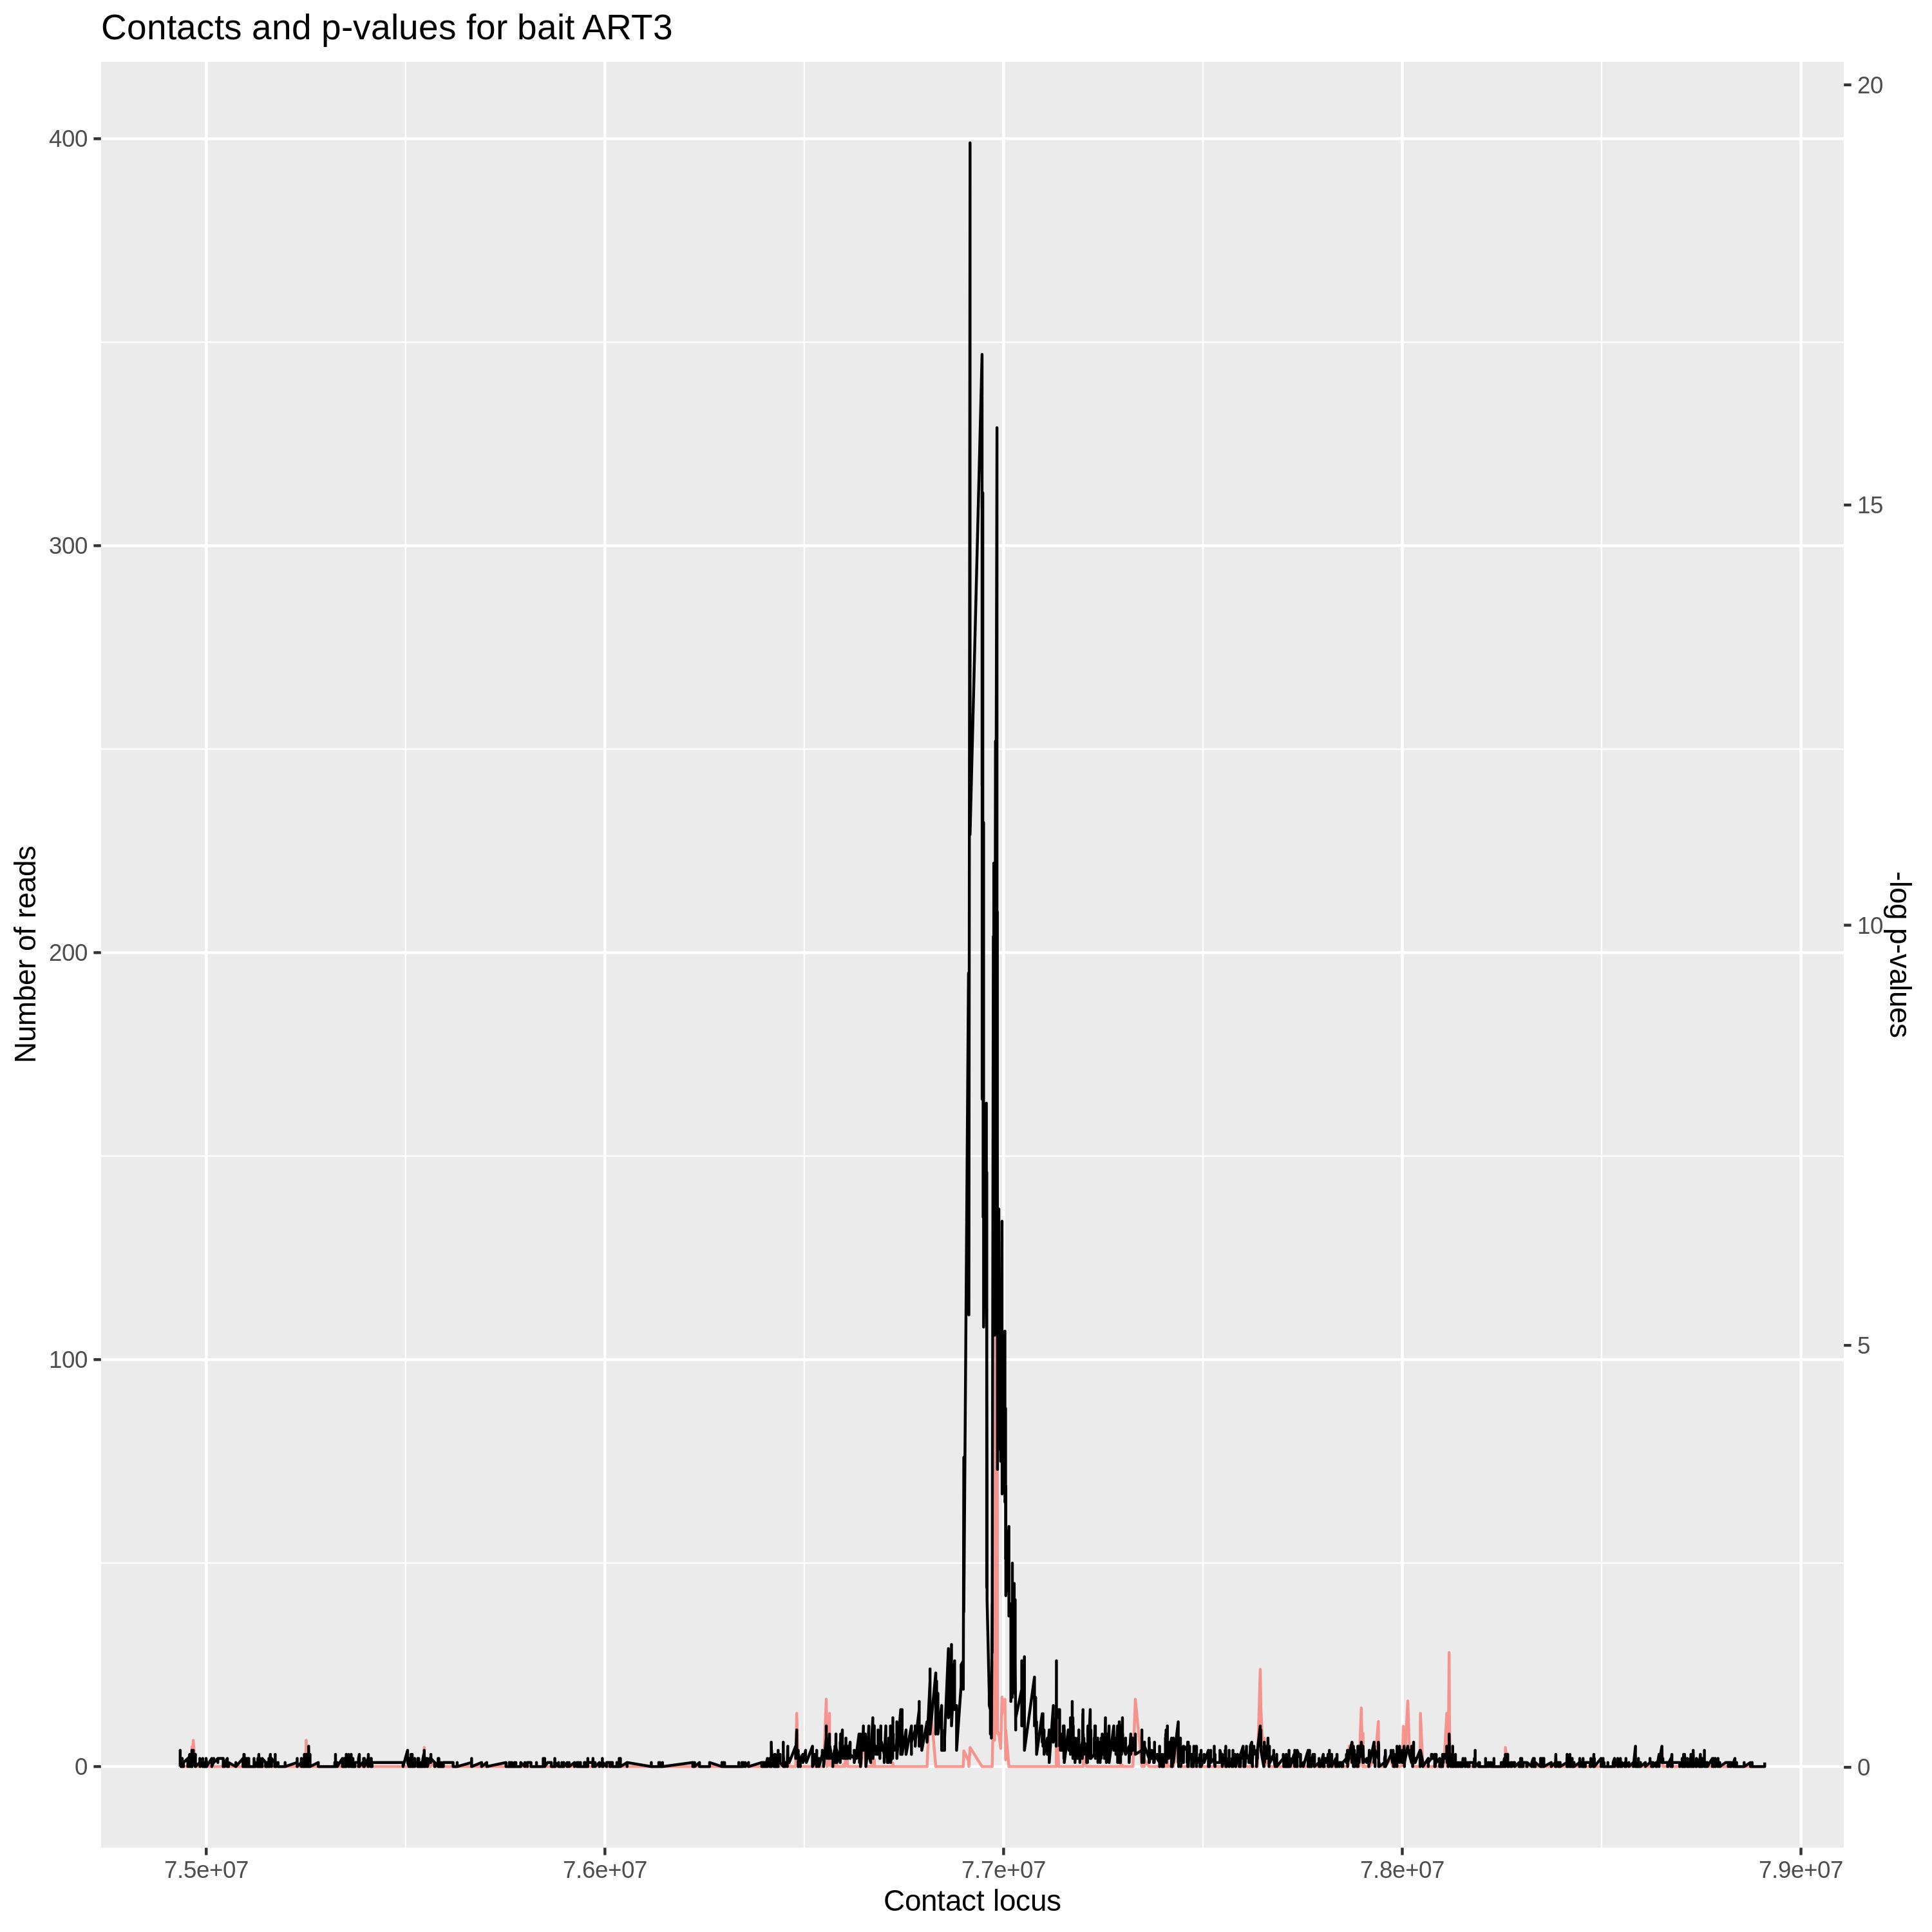 Contacts and p-values for bait ART3
400
300
200
100
0
Number of reads
20
15
10
5
0
-log p-values
7.5e+07 7.6e+07 7.7e+07 7.8e+07 7.9e+07
Contact locus